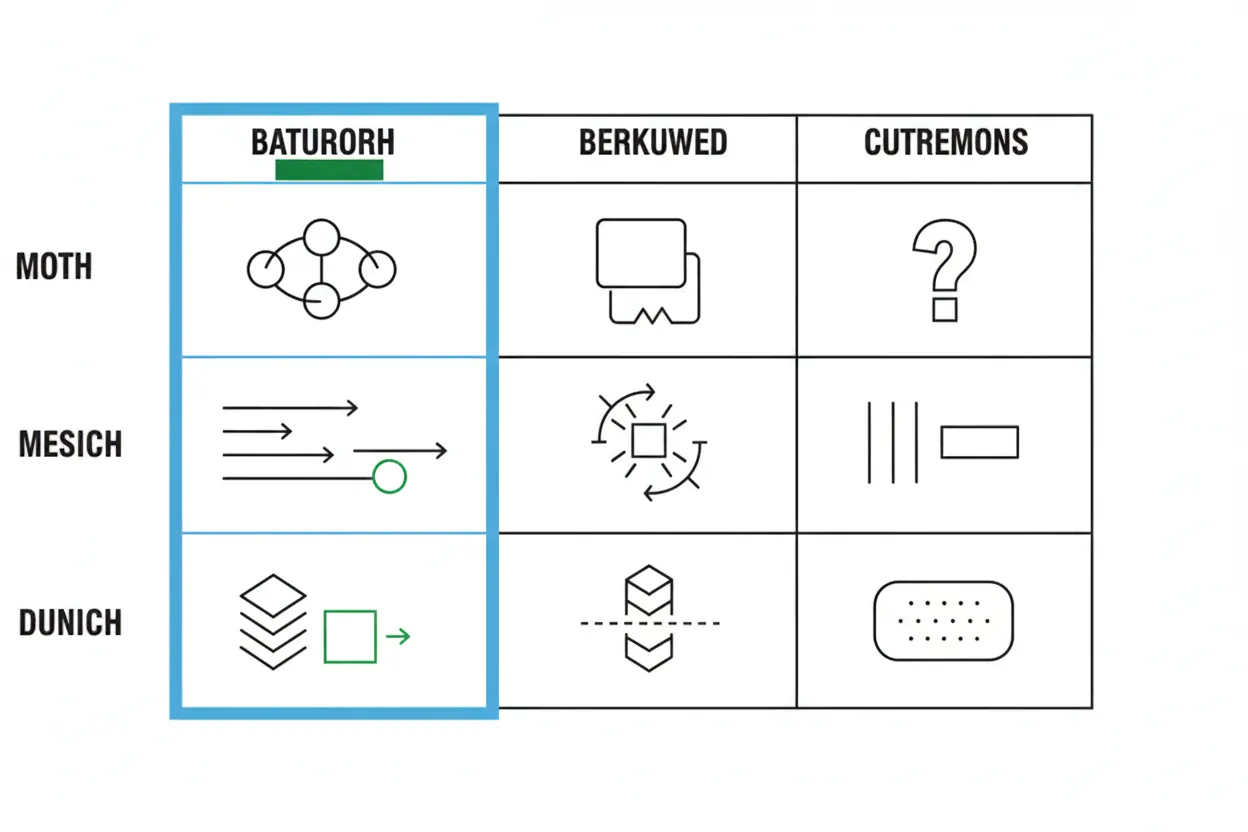 BATURORH BERKUWED CUTREMONS
MOTH
?
MESICH
DUNICH